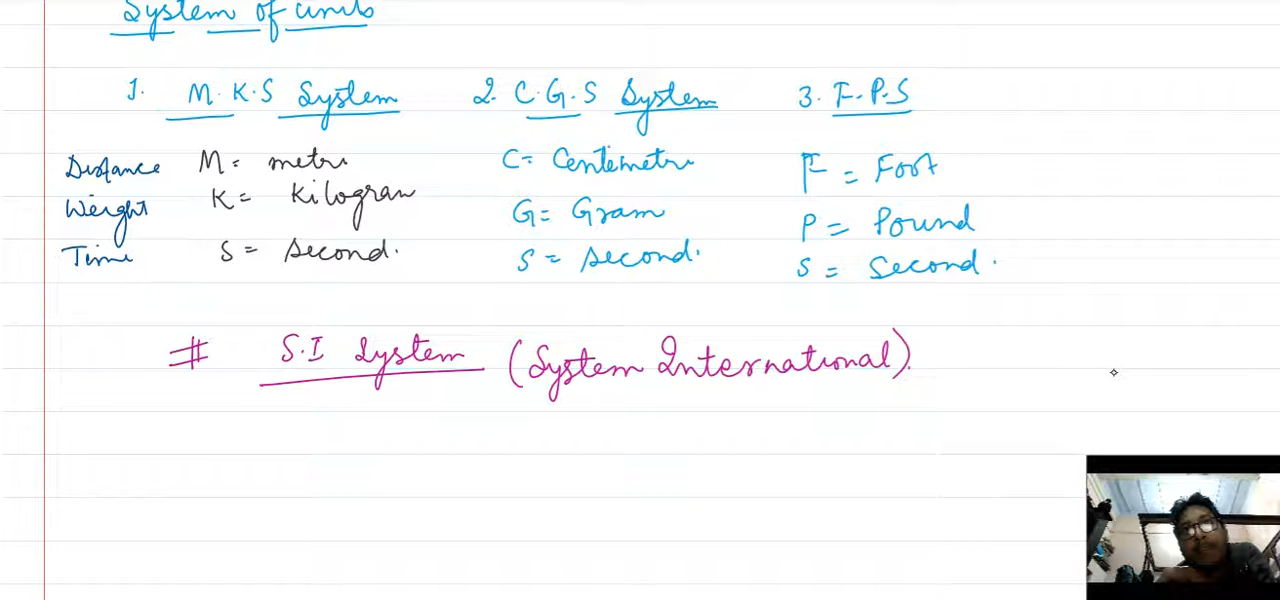 System of units
1. M.K.S System 2. C.G.S System 3. F.P.S
Distance M = metre C = Centimetre F = Foot
Weight K = Kilogram G = Gram P = Pound
Time S = Second. S = Second. S = Second.
# S.I System (System International).